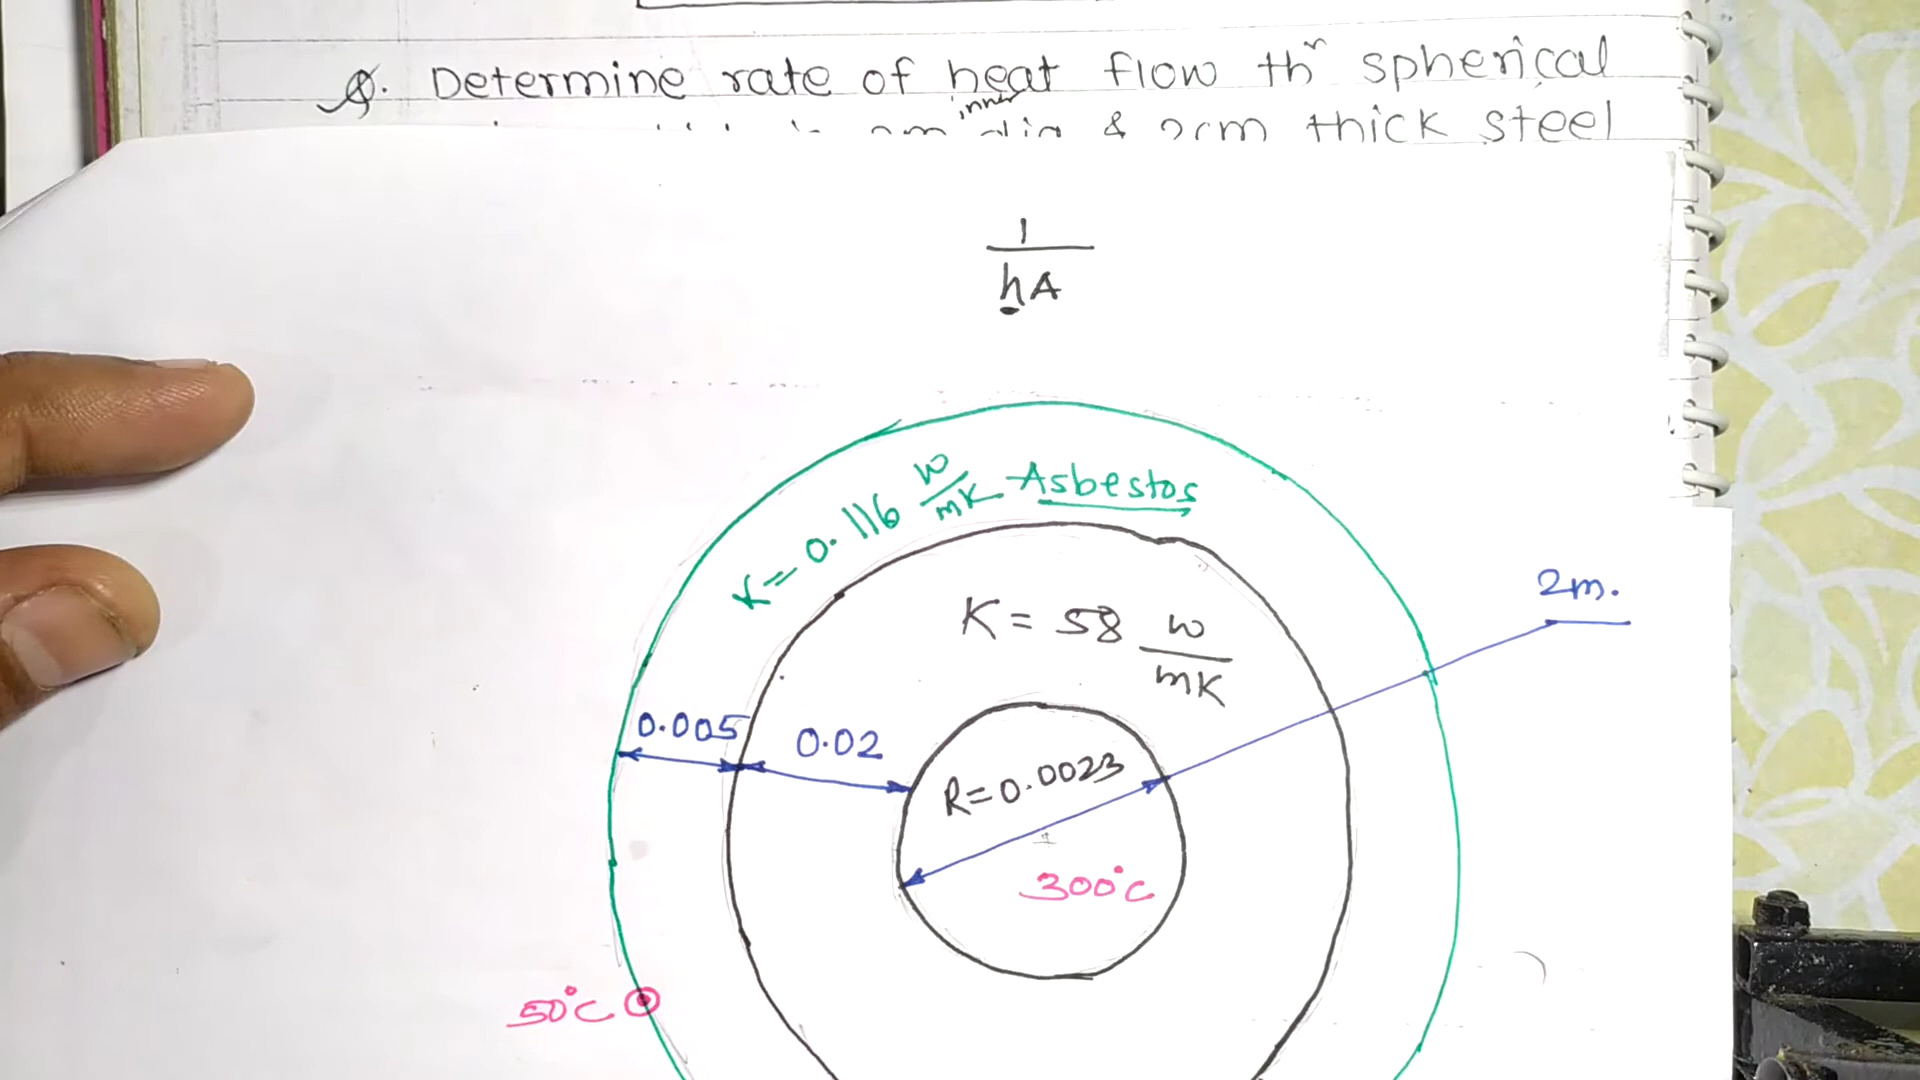 Q. Determine rate of heat flow thr spherical
inner
& 2cm thick steel
1
hA
K = 0.116 w/mK Asbestos
2m.
K = 58 w/mK
0.005
0.02
R=0.0023
300°C
50°C